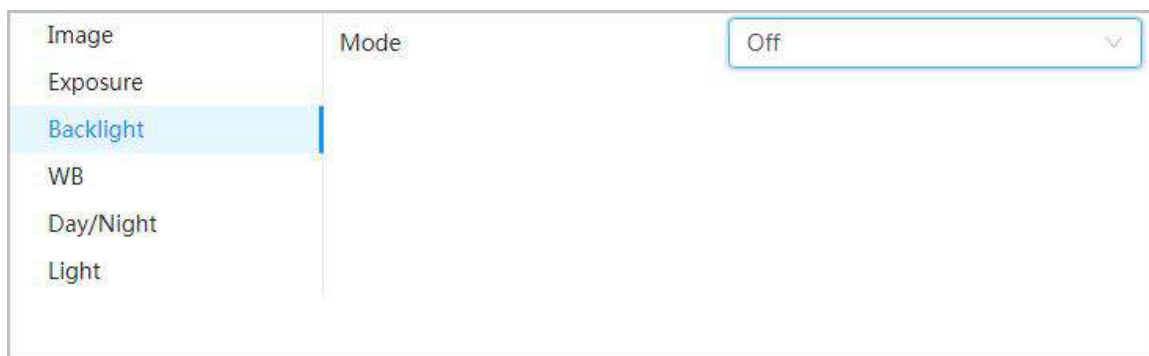 Image
Exposure
Backlight
WB
Day/Night
Light
Mode
Off